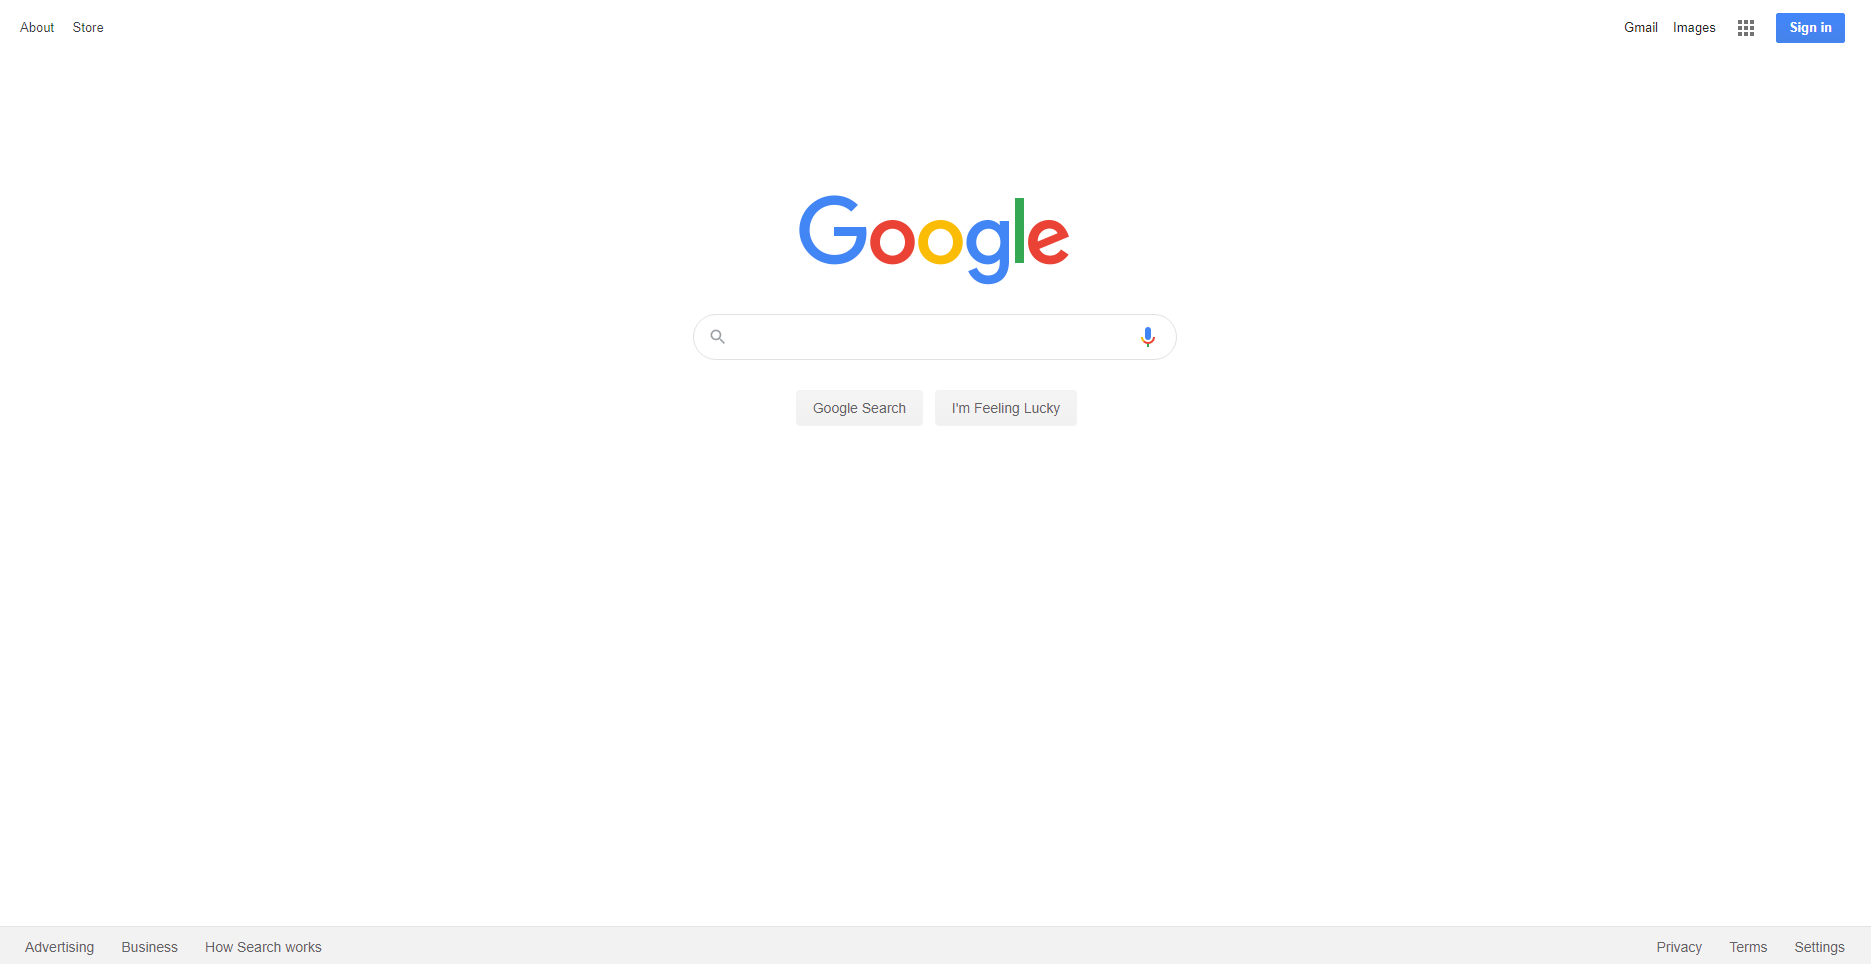 About Store Gmail Images Sign in
Google
Google Search I'm Feeling Lucky
Advertising Business How Search works Privacy Terms Settings